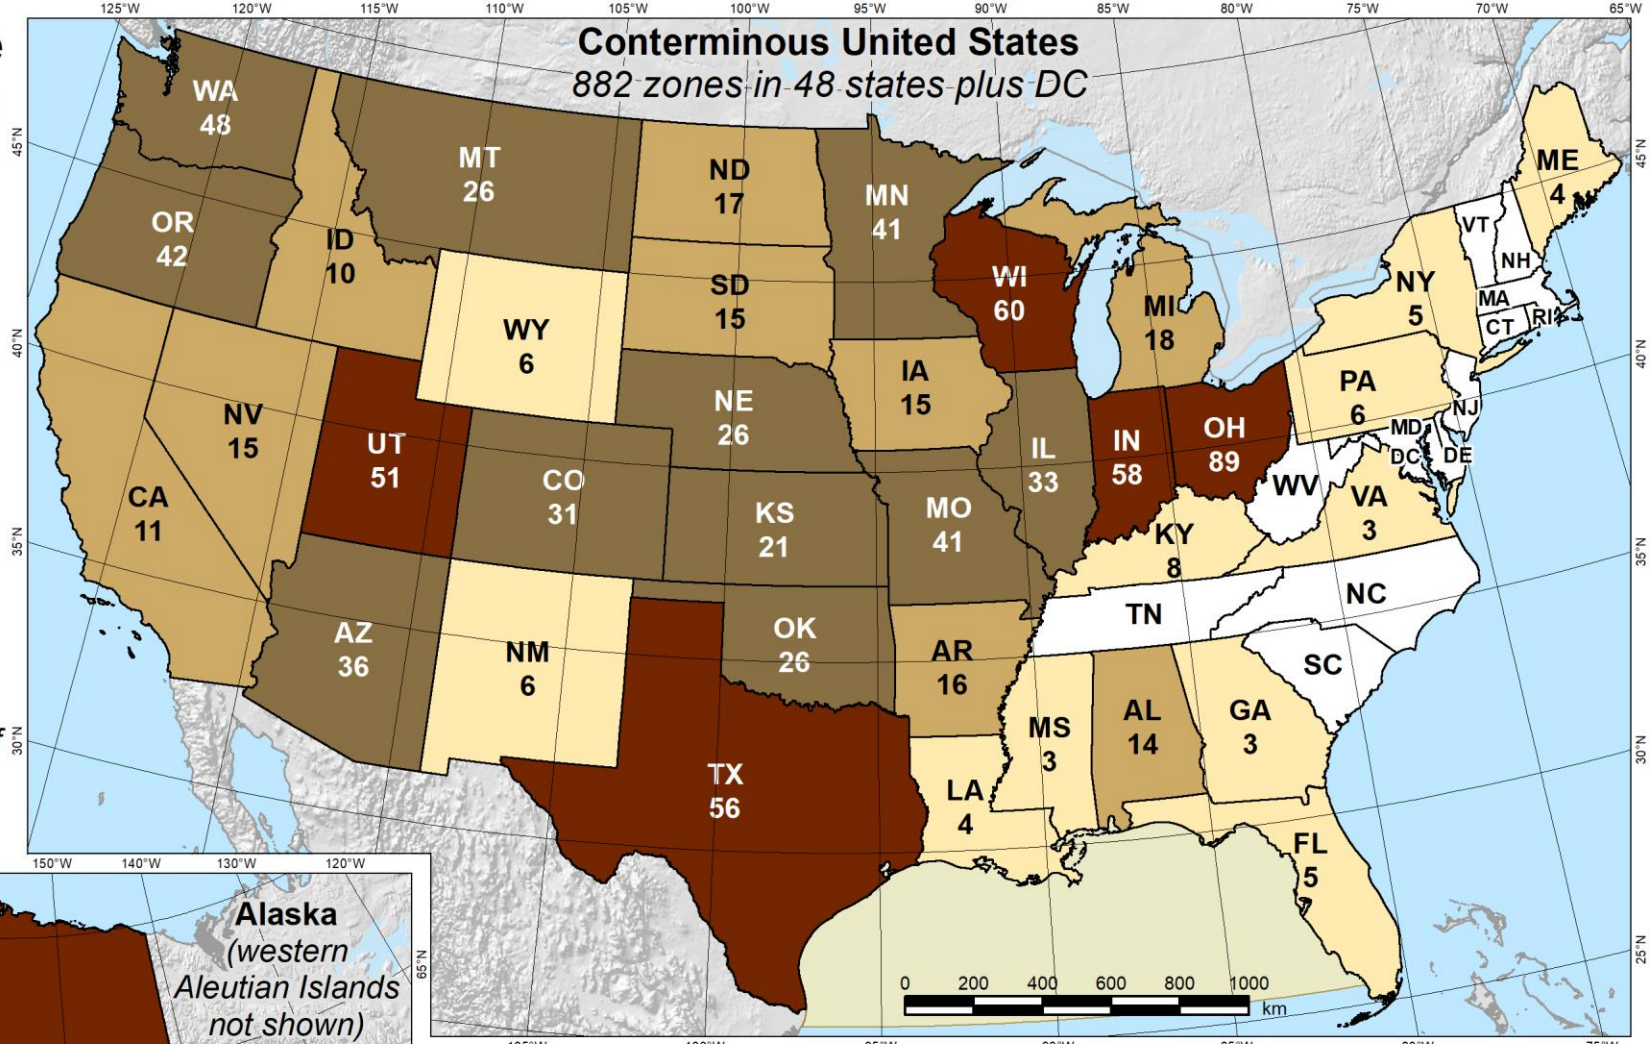 125°W 120°W 115°W 110°W 105°W 100°W 95°W 90°W 85°W 80°W 75°W 70°W 65°W
Conterminous United States
882 zones in 48 states plus DC
45°N
40°N
35°N
30°N
WA
48
OR
42
CA
11
ID
10
NV
15
MT
26
WY
6
UT
51
AZ
36
CO
31
NM
6
ND
17
SD
15
NE
26
KS
21
OK
26
TX
56
MN
41
IA
15
MO
41
AR
16
LA
4
WI
60
IL
33
MS
3
MI
18
IN
58
KY
8
TN
AL
14
OH
89
WV
GA
3
FL
5
SC
NC
VA
3
PA
6
NY
5
MD
DC
DE
NJ
CT
RI
MA
VT
NH
ME
4
45°N
40°N
35°N
30°N
25°N
150°W 140°W 130°W 120°W
Alaska
(western
Aleutian Islands
not shown)
65°N
0 200 400 600 800 1000
km